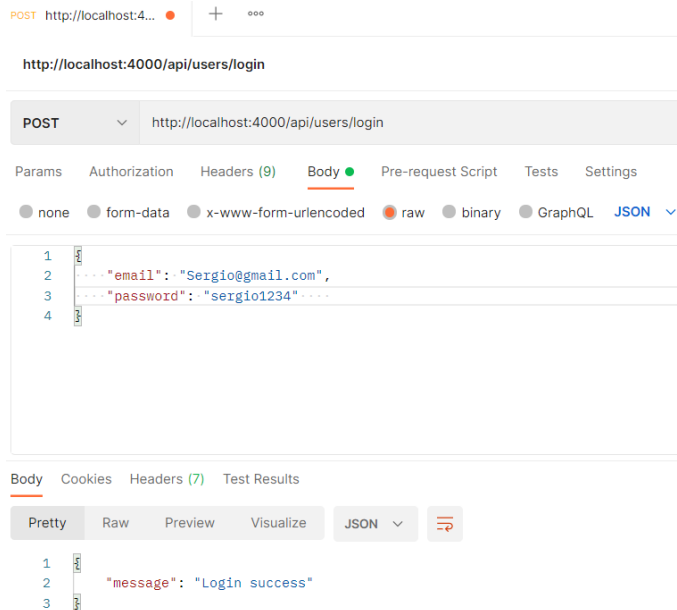 POST http://localhost:4... + ooo
http://localhost:4000/api/users/login
POST http://localhost:4000/api/users/login
Params Authorization Headers (9) Body Pre-request Script Tests Settings
none form-data x-www-form-urlencoded raw binary GraphQL JSON
1 {
2 "email": "Sergio@gmail.com",
3 "password": "sergio1234"
4 }
Body Cookies Headers (7) Test Results
Pretty Raw Preview Visualize JSON
1 {
2 "message": "Login success"
3 }